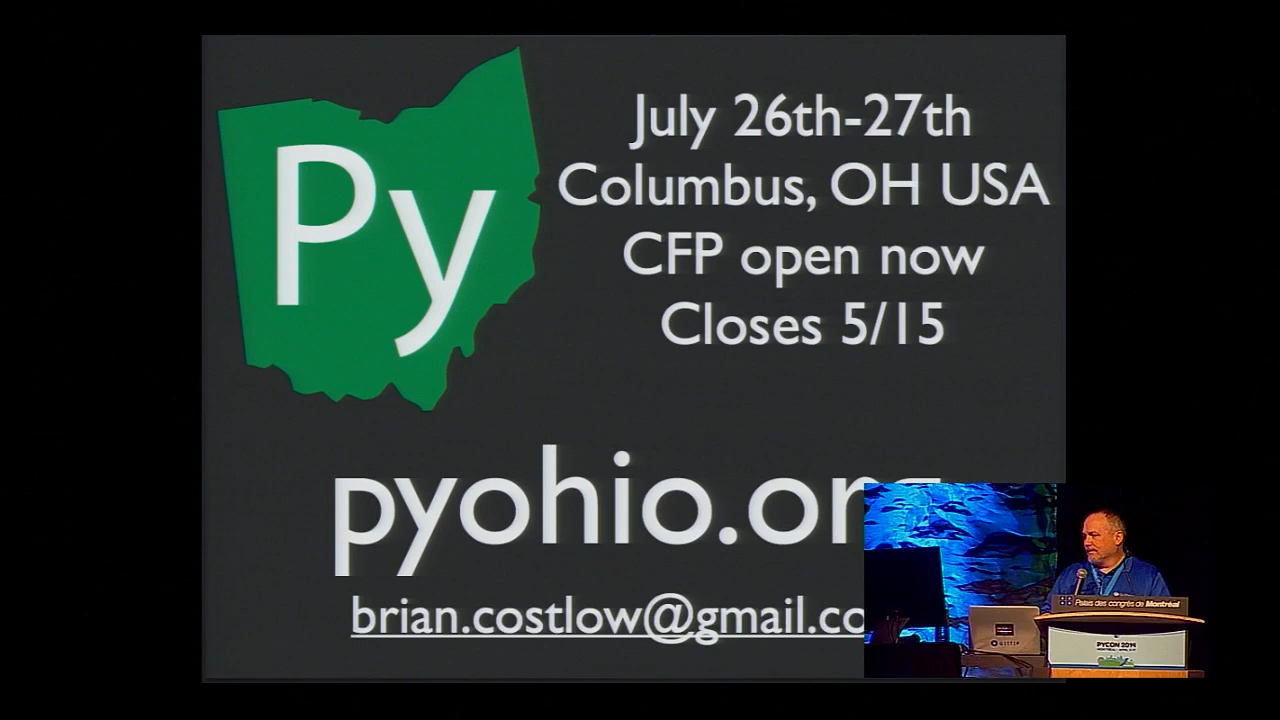 Py
July 26th-27th
Columbus, OH USA
CFP open now
Closes 5/15
pyohio.org
brian.costlow@gmail.co
Palais des congrès de Montréal
PYCON 2014